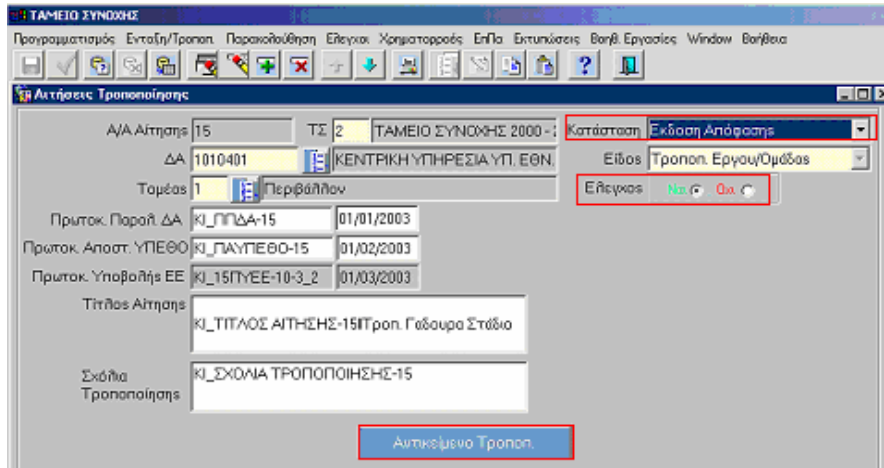 ΤΑΜΕΙΟ ΣΥΝΟΧΗΣ
Προγραμματισμός Ενταξη/Τροποπ. Παρακολούθηση Ελεγχοι Χρηματορροές ΕπΠα Εκτυπώσεις Βοηθ. Εργασίες Window Βοήθεια
Αιτήσεις Τροποποίησης
Α/Α Αίτησης 15 ΤΣ 2 ΤΑΜΕΙΟ ΣΥΝΟΧΗΣ 2000 - Κατάσταση Εκδοση Απόφασης
ΔΑ 1010401 ΚΕΝΤΡΙΚΗ ΥΠΗΡΕΣΙΑ ΥΠ. ΕΘΝ. Είδος Τροποπ. Εργου/Ομάδας
Τομέας 1 Περιβάλλον Ελεγχος Ναι Οχι
Πρωτοκ. Παραλ. ΔΑ ΚΙ_ΠΠΔΑ-15 01/01/2003
Πρωτοκ. Αποστ. ΥΠΕΘΟ ΚΙ_ΠΑΥΠΕΘΟ-15 01/02/2003
Πρωτοκ. Υποβολής ΕΕ ΚΙ_15ΠΥΕΕ-10-3_2 01/03/2003
Τίτλος Αίτησης
ΚΙ_ΤΙΤΛΟΣ ΑΙΤΗΣΗΣ-15ΙΙΤροπ. Γαδουρα Στάδιο
Σχόλια
Τροποποίησης
ΚΙ_ΣΧΟΛΙΑ ΤΡΟΠΟΠΟΙΗΣΗΣ-15
Αντικείμενο Τροποπ.